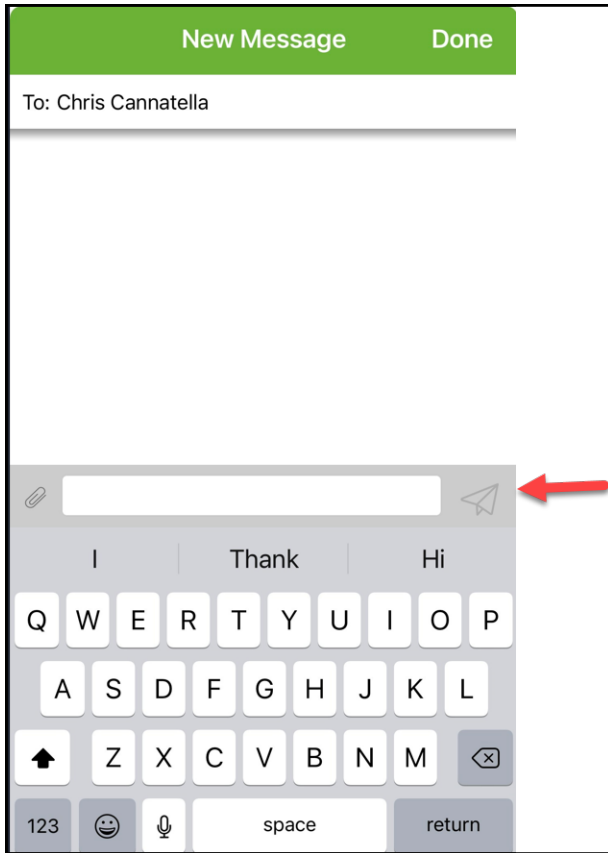 New Message Done
To: Chris Cannatella
I Thank Hi
Q W E R T Y U I O P
A S D F G H J K L
Z X C V B N M
123 space return